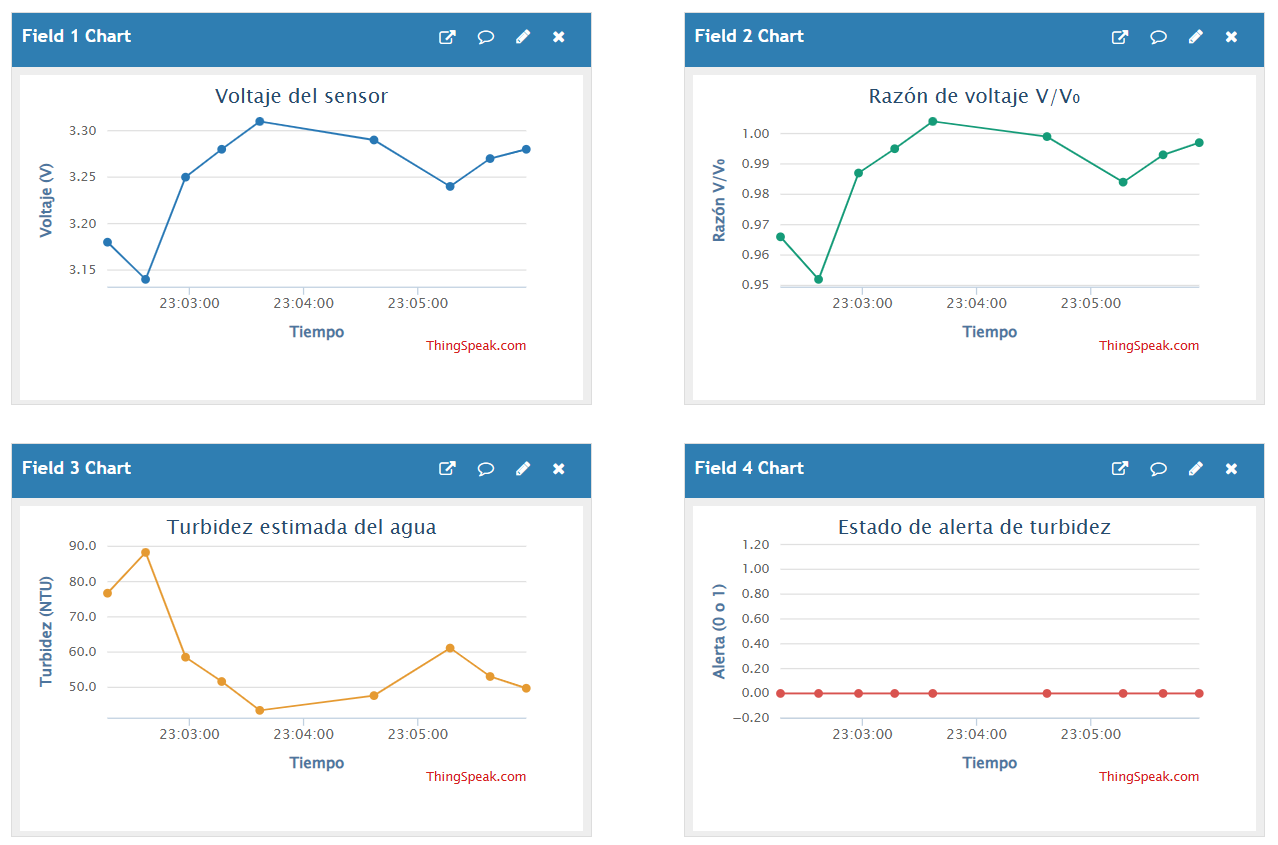 Field 1 Chart
Voltaje del sensor
3.30
3.25
3.20
3.15
Voltaje (V)
23:03:00 23:04:00 23:05:00
Tiempo
ThingSpeak.com
Field 2 Chart
Razón de voltaje V/V₀
1.00
0.99
0.98
0.97
0.96
0.95
Razón V/V₀
23:03:00 23:04:00 23:05:00
Tiempo
ThingSpeak.com
Field 3 Chart
Turbidez estimada del agua
90.0
80.0
70.0
60.0
50.0
Turbidez (NTU)
23:03:00 23:04:00 23:05:00
Tiempo
ThingSpeak.com
Field 4 Chart
Estado de alerta de turbidez
1.20
1.00
0.80
0.60
0.40
0.20
0.00
−0.20
Alerta (0 o 1)
23:03:00 23:04:00 23:05:00
Tiempo
ThingSpeak.com